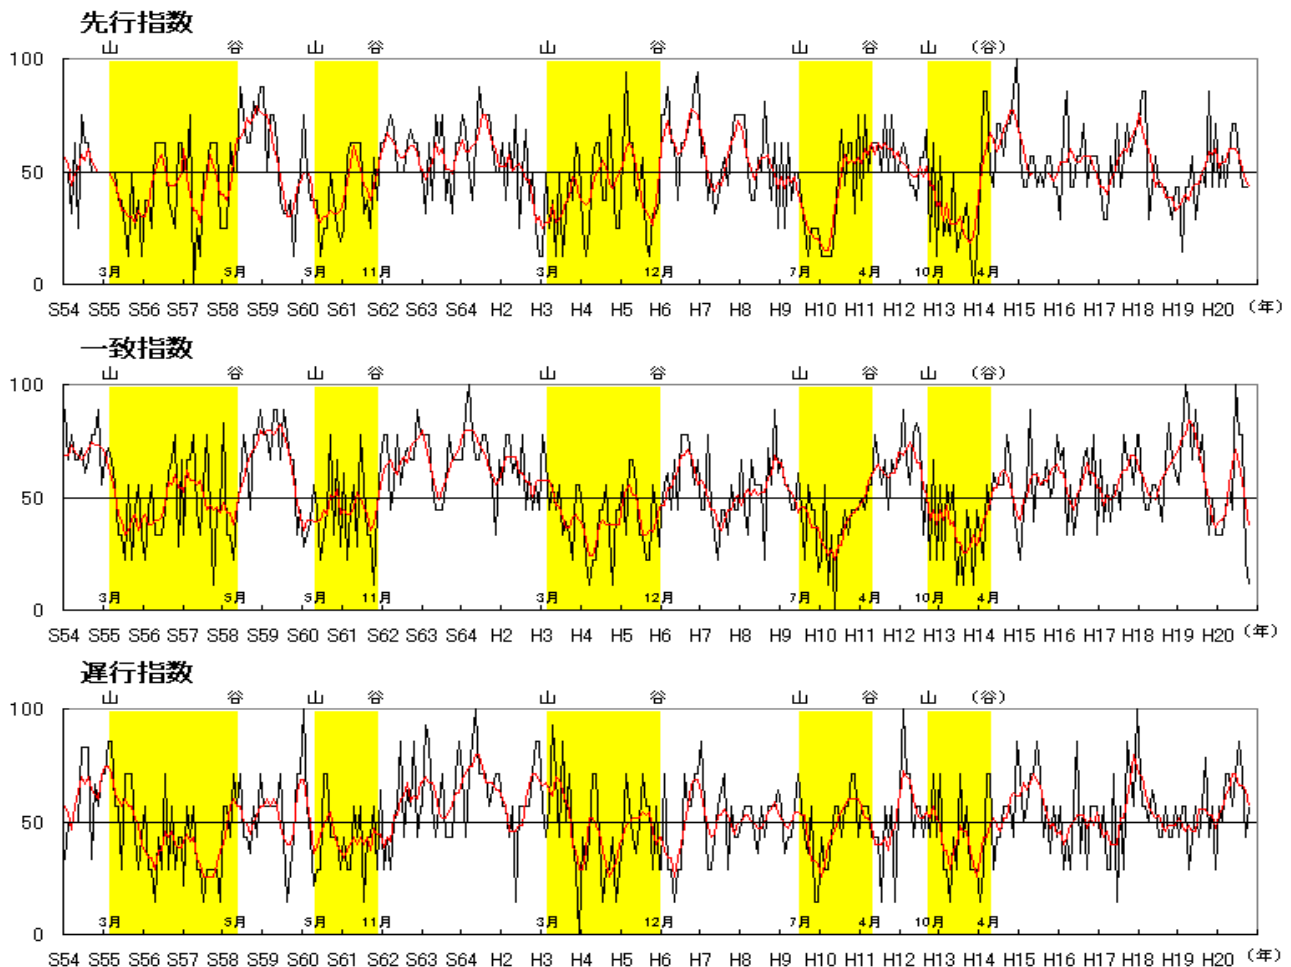 先行指数
山 谷 山 谷 山 谷 山 谷 山 (谷)
100
50
0
3月 5月 5月 11月 3月 12月 7月 4月 10月 4月
S54 S55 S56 S57 S58 S59 S60 S61 S62 S63 S64 H2 H3 H4 H5 H6 H7 H8 H9 H10 H11 H12 H13 H14 H15 H16 H17 H18 H19 H20 (年)
一致指数
山 谷 山 谷 山 谷 山 谷 山 (谷)
100
50
0
3月 5月 5月 11月 3月 12月 7月 4月 10月 4月
S54 S55 S56 S57 S58 S59 S60 S61 S62 S63 S64 H2 H3 H4 H5 H6 H7 H8 H9 H10 H11 H12 H13 H14 H15 H16 H17 H18 H19 H20 (年)
遅行指数
山 谷 山 谷 山 谷 山 谷 山 (谷)
100
50
0
3月 5月 5月 11月 3月 12月 7月 4月 10月 4月
S54 S55 S56 S57 S58 S59 S60 S61 S62 S63 S64 H2 H3 H4 H5 H6 H7 H8 H9 H10 H11 H12 H13 H14 H15 H16 H17 H18 H19 H20 (年)